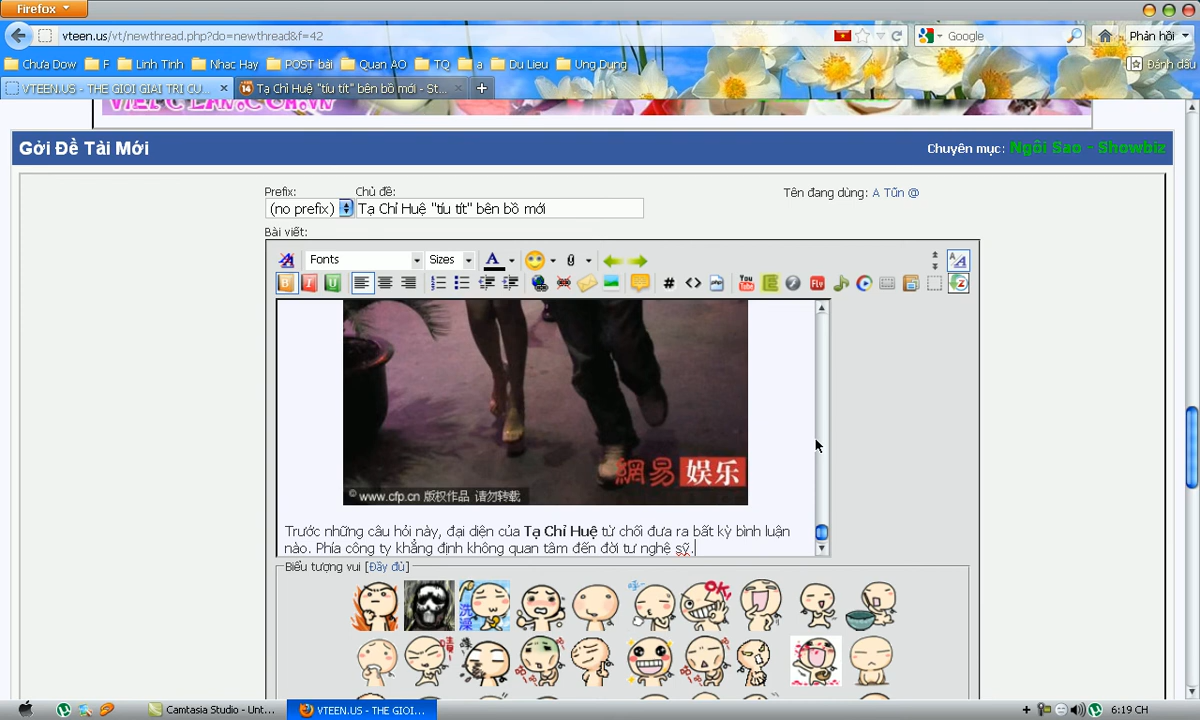 Firefox
vteen.us/vt/newthread.php?do=newthread&f=42
Google
Phản hồi
Chưa Dow
F
Linh Tinh
Nhac Hay
POST bài
Quan AO
TQ
a
Du Lieu
Ung Dung
Đánh dấu
VTEEN.US - THE GIOI GIAI TRI CU...
Tạ Chỉ Huệ "tíu tít" bên bồ mới - St...
Gởi Đề Tài Mới
Chuyên mục: Ngôi Sao - Showbiz
Prefix:
Chủ đề:
Tên đang dùng: A Tũn @
(no prefix)
Tạ Chỉ Huệ "tíu tít" bên bồ mới
Bài viết:
Fonts
Sizes
A
B I U
You Tube
網易 娱乐
© www.cfp.cn 版权作品 请勿转载
Trước những câu hỏi này, đại diện của Tạ Chỉ Huệ từ chối đưa ra bất kỳ bình luận
nào. Phía công ty khẳng định không quan tâm đến đời tư nghệ sỹ.
Biểu tượng vui [Đầy đủ]
OK!
Camtasia Studio - Unt...
VTEEN.US - THE GIOI...
6:19 CH